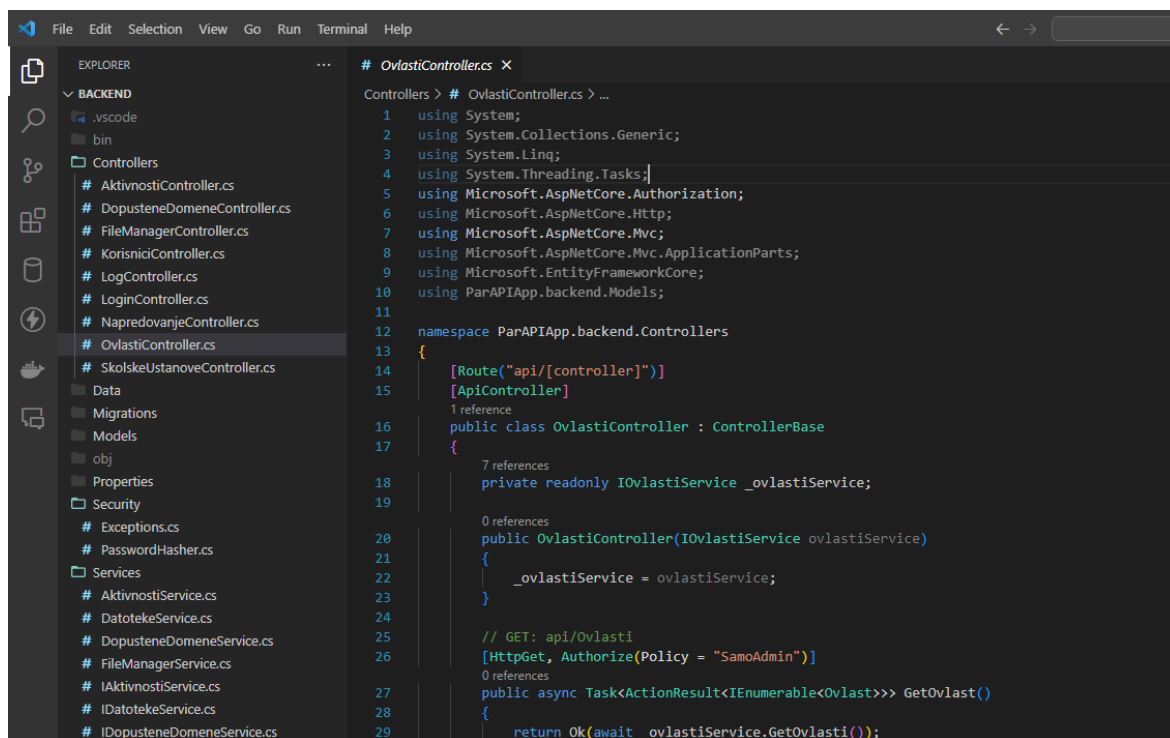 File Edit Selection View Go Run Terminal Help
EXPLORER
BACKEND
.vscode
bin
Controllers
# AktivnostiController.cs
# DopusteneDomeneController.cs
# FileManagerController.cs
# KorisniciController.cs
# LogController.cs
# LoginController.cs
# NapredovanjeController.cs
# OvlastiController.cs
# SkolskeUstanoveController.cs
Data
Migrations
Models
obj
Properties
Security
# Exceptions.cs
# PasswordHasher.cs
Services
# AktivnostiService.cs
# DatotekeService.cs
# DopusteneDomeneService.cs
# FileManagerService.cs
# IAktivnostiService.cs
# IDatotekeService.cs
# IDopusteneDomeneService.cs
# OvlastiController.cs
Controllers > # OvlastiController.cs > ...
1 using System;
2 using System.Collections.Generic;
3 using System.Linq;
4 using System.Threading.Tasks;
5 using Microsoft.AspNetCore.Authorization;
6 using Microsoft.AspNetCore.Http;
7 using Microsoft.AspNetCore.Mvc;
8 using Microsoft.AspNetCore.Mvc.ApplicationParts;
9 using Microsoft.EntityFrameworkCore;
10 using ParAPIApp.backend.Models;
11
12 namespace ParAPIApp.backend.Controllers
13 {
14 [Route("api/[controller]")]
15 [ApiController]
1 reference
16 public class OvlastiController : ControllerBase
17 {
7 references
18 private readonly IOvlastiService _ovlastiService;
19
0 references
20 public OvlastiController(IOvlastiService ovlastiService)
21 {
22 _ovlastiService = ovlastiService;
23 }
24
25 // GET: api/Ovlasti
26 [HttpGet, Authorize(Policy = "SamoAdmin")]
0 references
27 public async Task<ActionResult<IEnumerable<Ovlast>>> GetOvlast()
28 {
29 return Ok(await _ovlastiService.GetOvlasti());